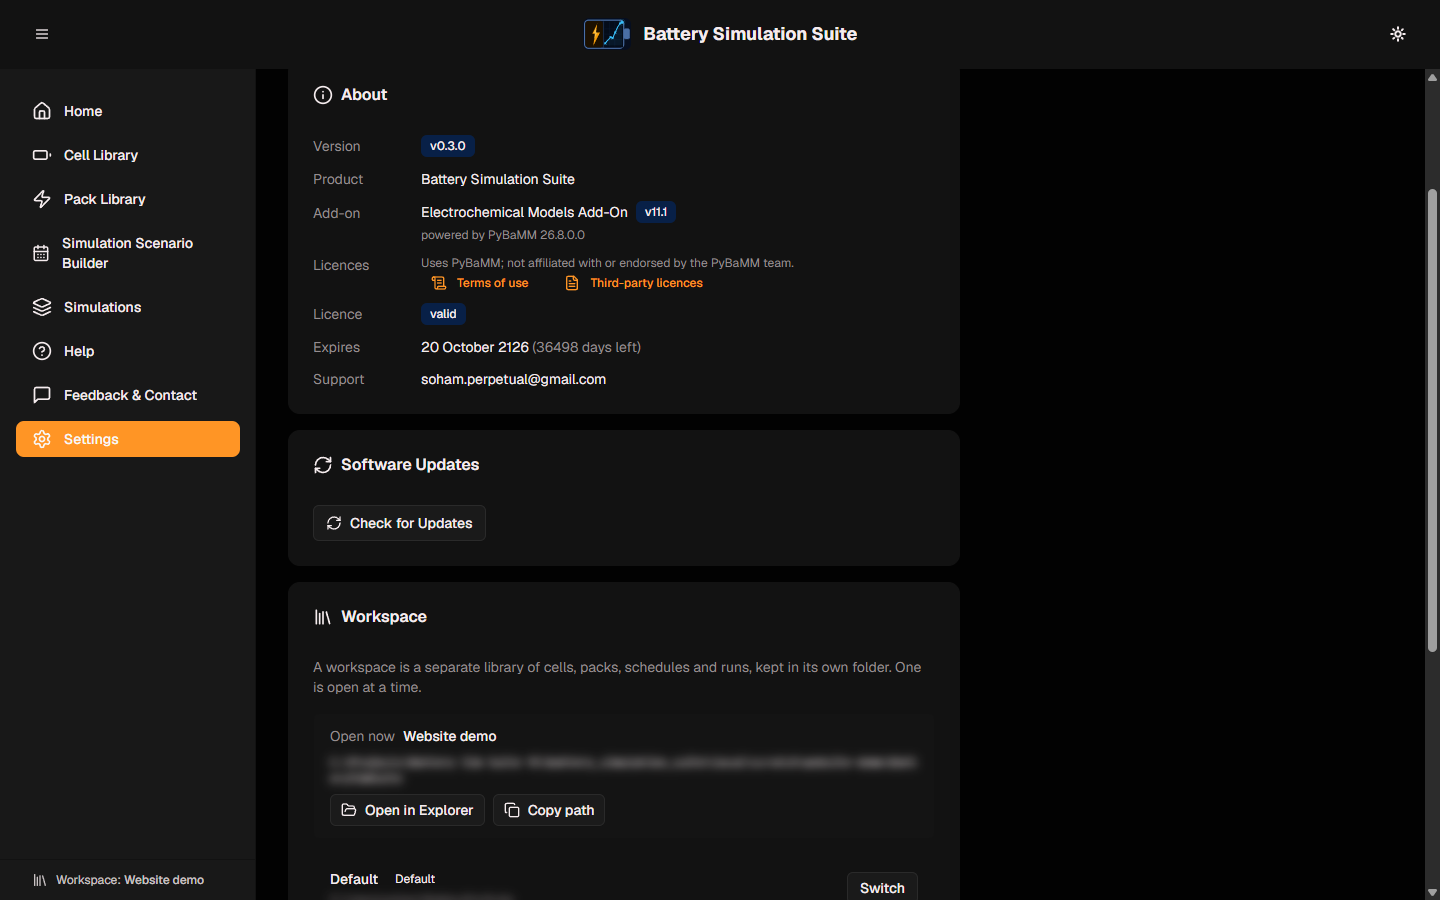 Battery Simulation Suite
Home
Cell Library
Pack Library
Simulation Scenario
Builder
Simulations
Help
Feedback & Contact
Settings
Workspace: Website demo
About
Version v0.3.0
Product Battery Simulation Suite
Add-on Electrochemical Models Add-On v11.1
powered by PyBaMM 26.8.0.0
Licences Uses PyBaMM; not affiliated with or endorsed by the PyBaMM team.
Terms of use Third-party licences
Licence valid
Expires 20 October 2126 (36498 days left)
Support soham.perpetual@gmail.com
Software Updates
Check for Updates
Workspace
A workspace is a separate library of cells, packs, schedules and runs, kept in its own folder. One
is open at a time.
Open now Website demo
Open in Explorer Copy path
Default Default
Switch